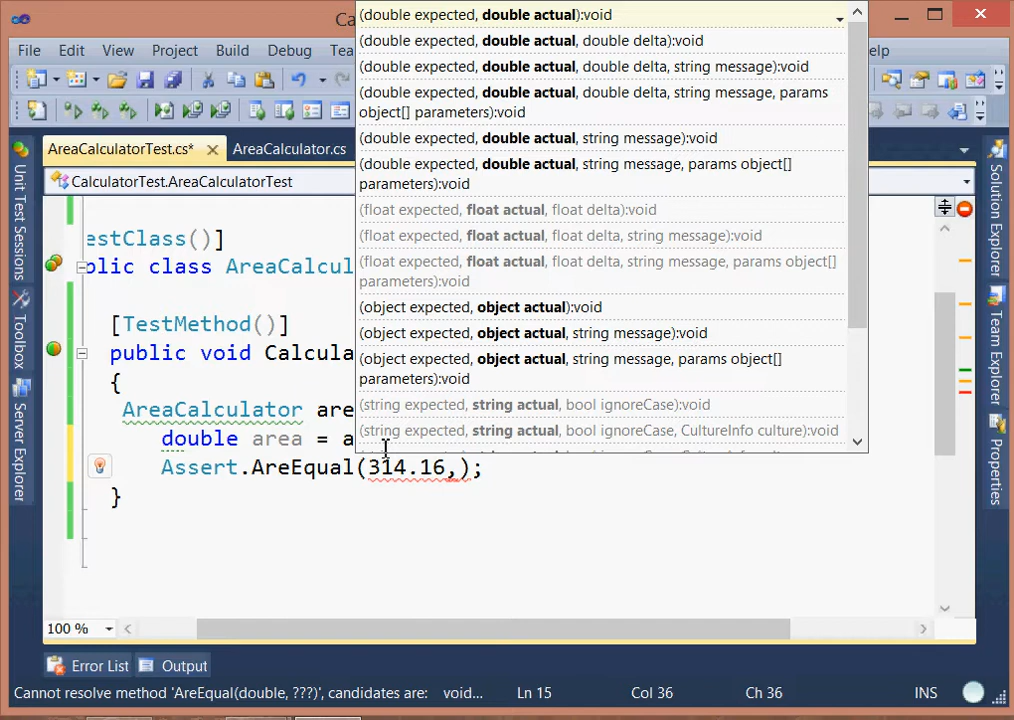 Ca
(double expected, double actual):void
(double expected, double actual, double delta):void
(double expected, double actual, double delta, string message):void
(double expected, double actual, double delta, string message, params
object[] parameters):void
(double expected, double actual, string message):void
(double expected, double actual, string message, params object[]
parameters):void
(float expected, float actual, float delta):void
(float expected, float actual, float delta, string message):void
(float expected, float actual, float delta, string message, params object[]
parameters):void
(object expected, object actual):void
(object expected, object actual, string message):void
(object expected, object actual, string message, params object[]
parameters):void
(string expected, string actual, bool ignoreCase):void
(string expected, string actual, bool ignoreCase, CultureInfo culture):void
File Edit View Project Build Debug Tea elp
AreaCalculatorTest.cs* AreaCalculator.cs
CalculatorTest.AreaCalculatorTest
estClass()]
blic class AreaCalcul
[TestMethod()]
public void Calcula
{
AreaCalculator are
double area = a
Assert.AreEqual(314.16,);
}
Unit Test Sessions
Toolbox
Server Explorer
Solution Explorer
Team Explorer
Properties
100 %
Error List Output
Cannot resolve method 'AreEqual(double, ???)', candidates are: void... Ln 15 Col 36 Ch 36 INS